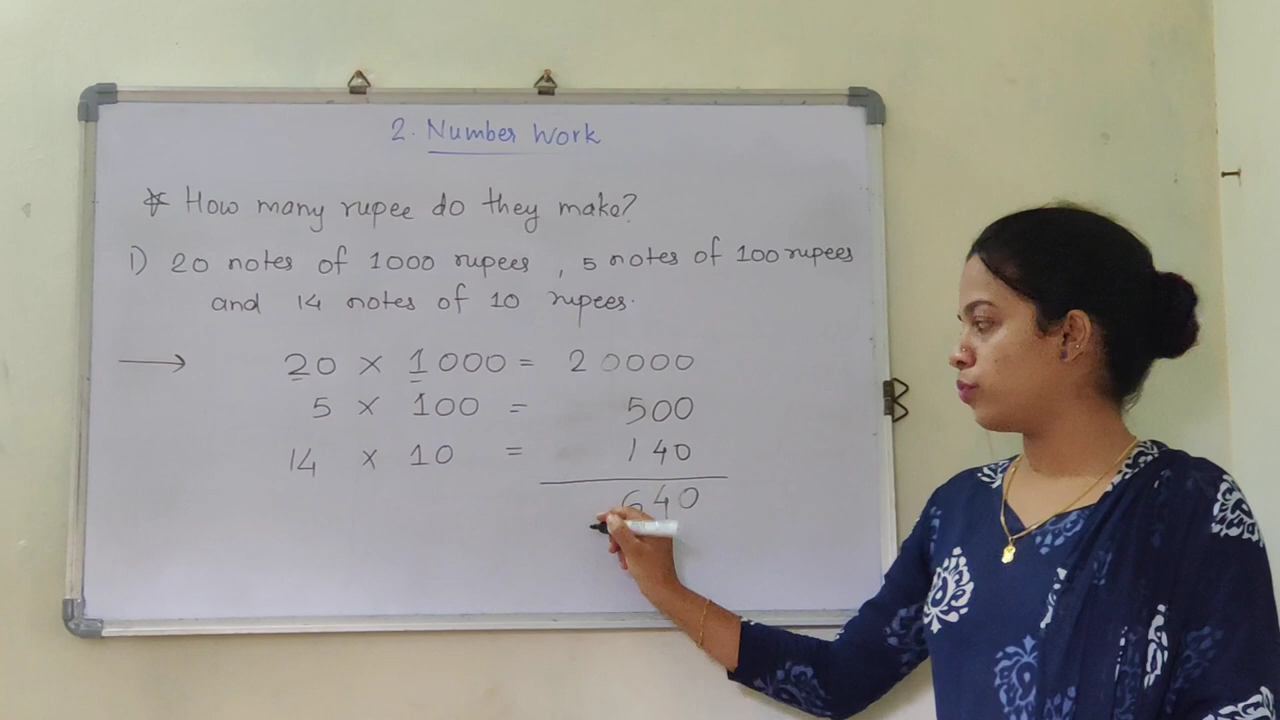 2. Number Work
* How many rupee do they make?
1) 20 notes of 1000 rupees , 5 notes of 100 rupees
and 14 notes of 10 rupees.
→ 20 × 1000 = 20000
5 × 100 = 500
14 × 10 = 140
640